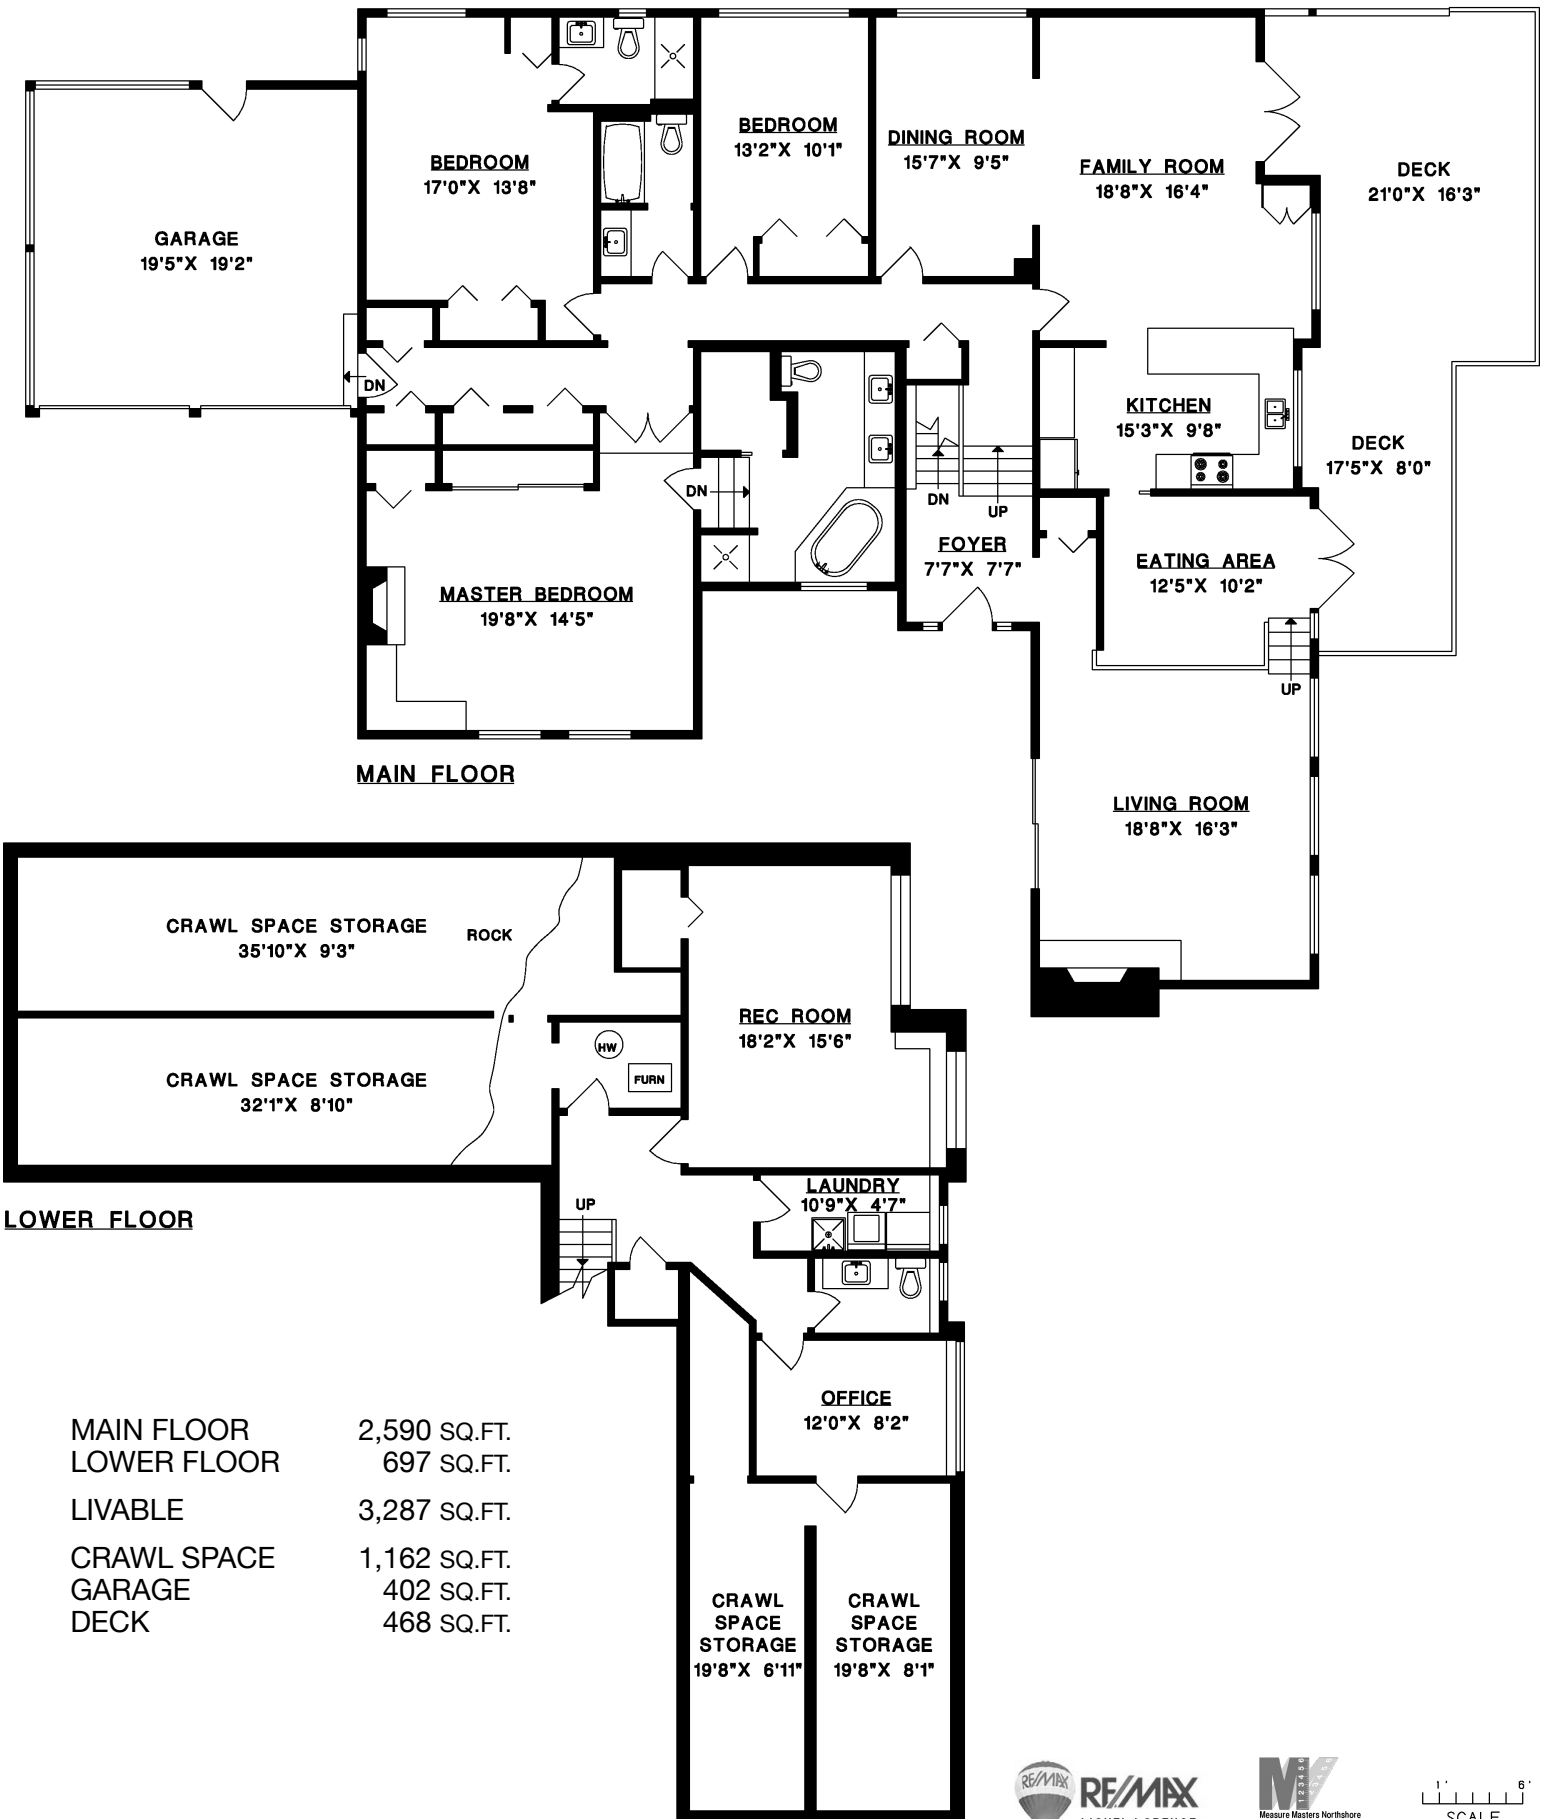 BEDROOM
13'2"X 10'1"
DINING ROOM
15'7"X 9'5"
BEDROOM
17'0"X 13'8"
FAMILY ROOM
18'8"X 16'4"
DECK
21'0"X 16'3"
GARAGE
19'5"X 19'2"
DN
KITCHEN
15'3"X 9'8"
DECK
17'5"X 8'0"
DN
DN
UP
FOYER
7'7"X 7'7"
EATING AREA
12'5"X 10'2"
MASTER BEDROOM
19'8"X 14'5"
UP
MAIN FLOOR
LIVING ROOM
18'8"X 16'3"
CRAWL SPACE STORAGE
35'10"X 9'3"
ROCK
REC ROOM
18'2"X 15'6"
HW
FURN
CRAWL SPACE STORAGE
32'1"X 8'10"
LAUNDRY
10'9"X 4'7"
UP
LOWER FLOOR
OFFICE
12'0"X 8'2"
MAIN FLOOR 2,590 SQ.FT.
LOWER FLOOR 697 SQ.FT.
LIVABLE 3,287 SQ.FT.
CRAWL SPACE 1,162 SQ.FT.
GARAGE 402 SQ.FT.
DECK 468 SQ.FT.
CRAWL
SPACE
STORAGE
19'8"X 6'11"
CRAWL
SPACE
STORAGE
19'8"X 8'1"
RE/MAX
RE/MAX
Measure Masters Northshore
1' 6'
SCALE